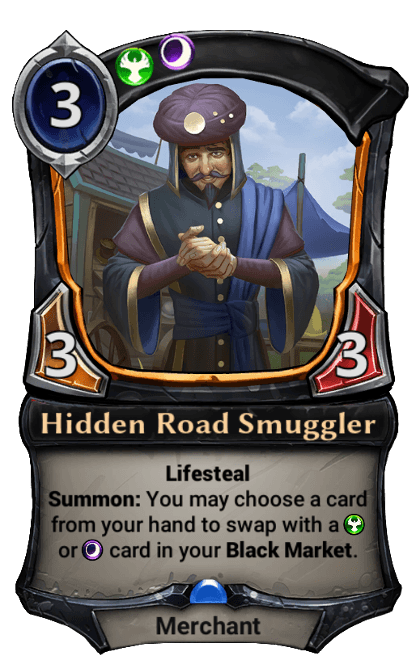 3
3
3
Hidden Road Smuggler
Lifesteal
Summon: You may choose a card
from your hand to swap with a
or card in your Black Market.
Merchant